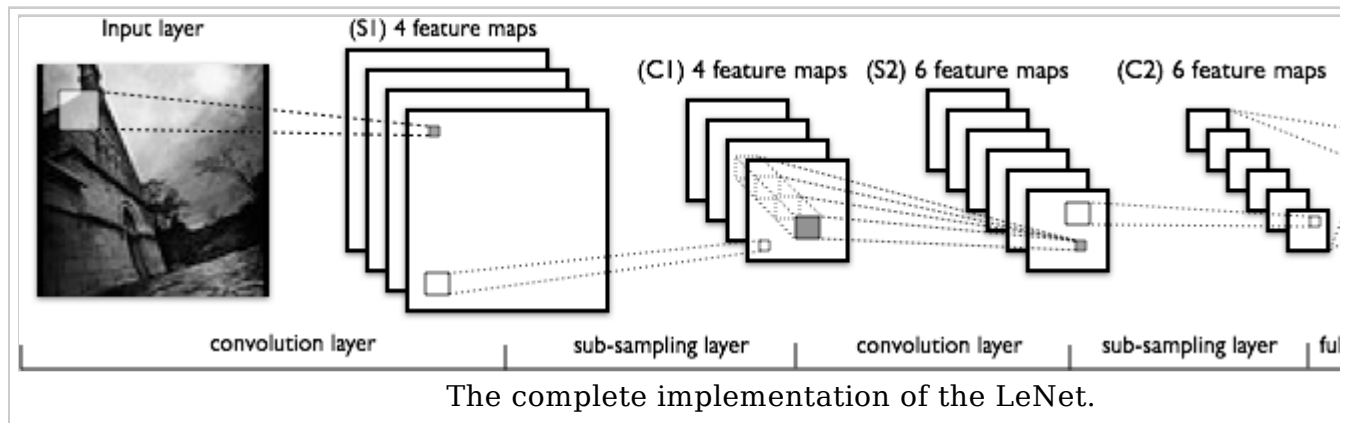 Input layer
(S1) 4 feature maps
(C1) 4 feature maps
(S2) 6 feature maps
(C2) 6 feature maps
convolution layer
sub-sampling layer
convolution layer
sub-sampling layer
The complete implementation of the LeNet.